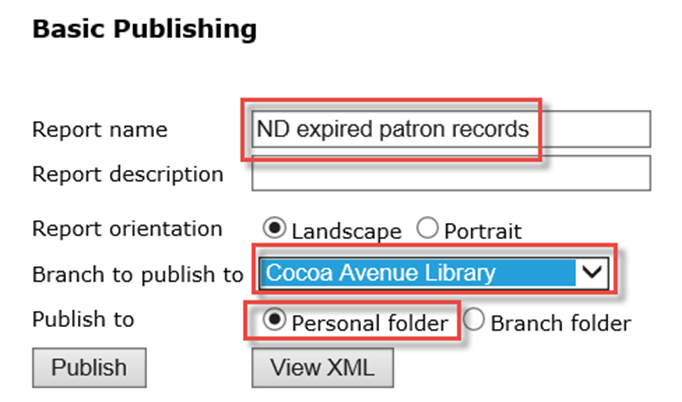 Basic Publishing
Report name ND expired patron records
Report description
Report orientation Landscape Portrait
Branch to publish to Cocoa Avenue Library
Publish to Personal folder Branch folder
Publish View XML